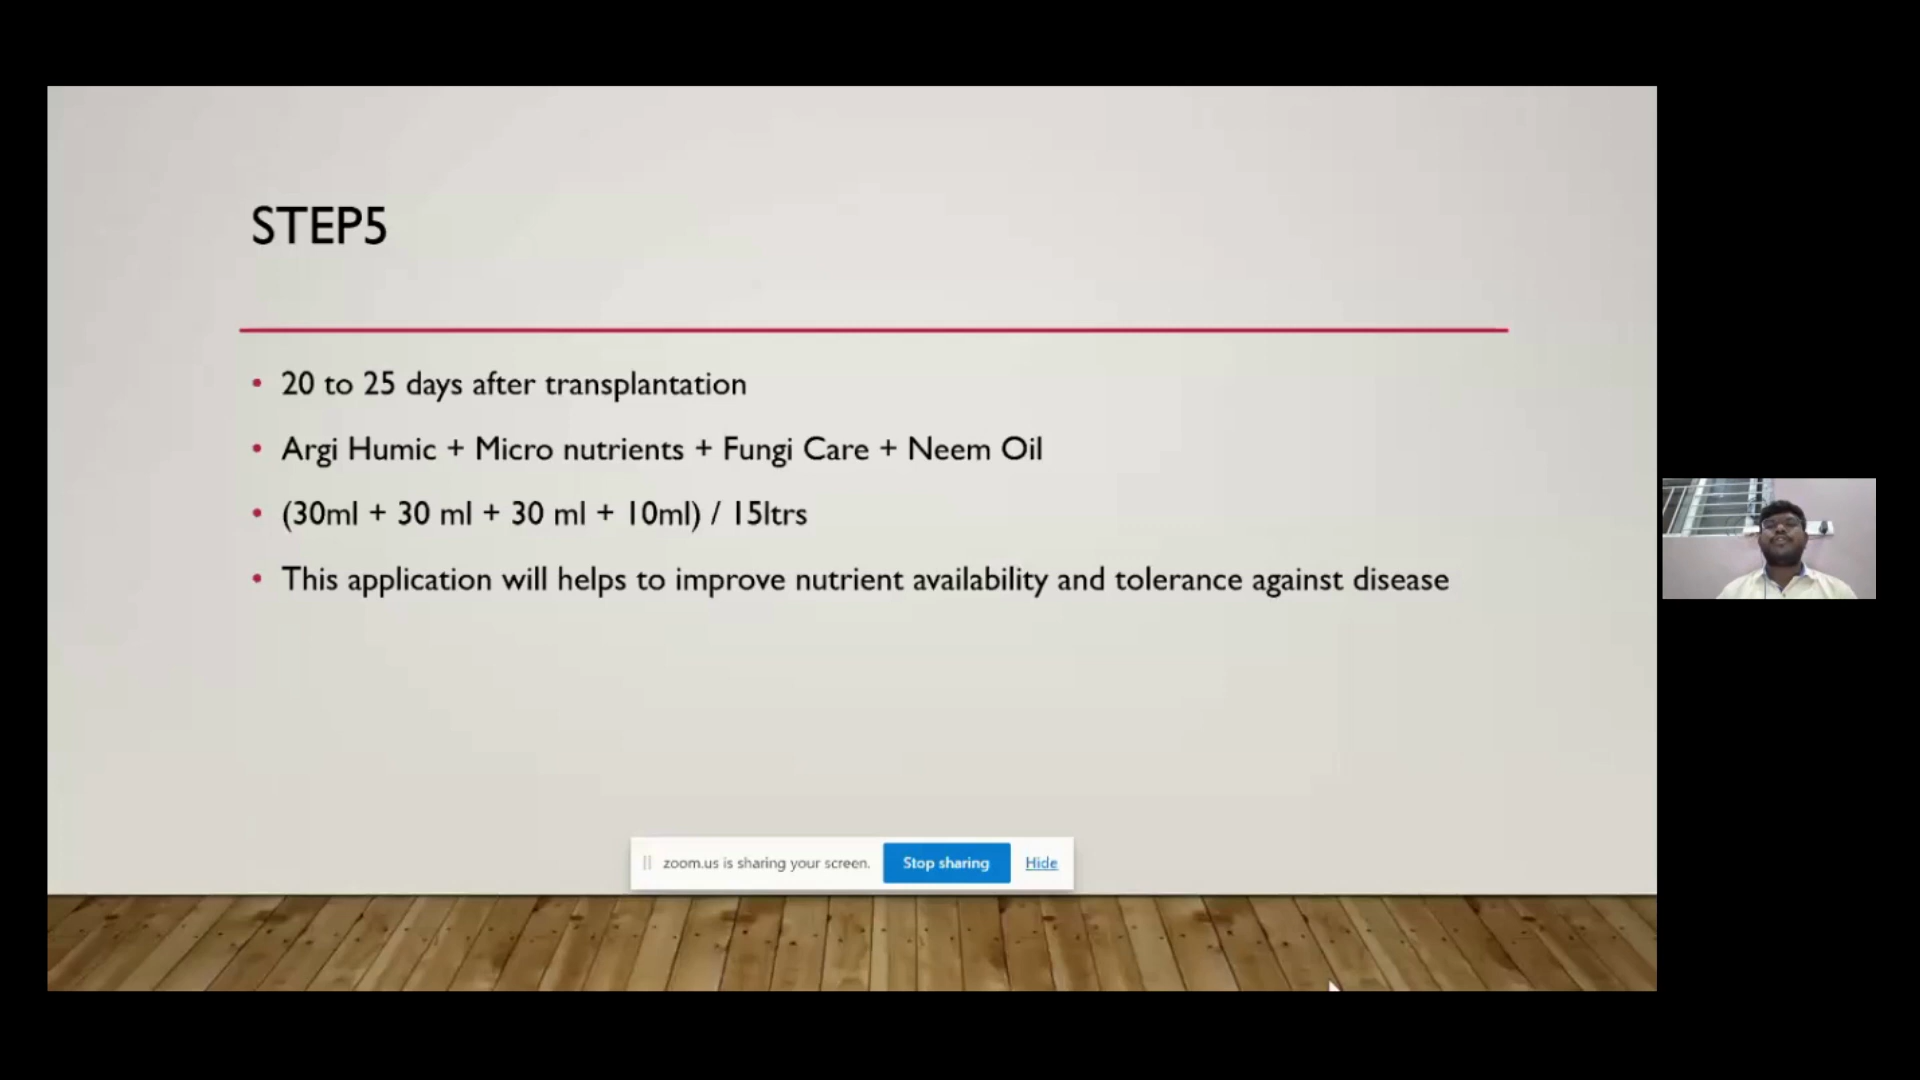 STEP5
• 20 to 25 days after transplantation
• Argi Humic + Micro nutrients + Fungi Care + Neem Oil
• (30ml + 30 ml + 30 ml + 10ml) / 15ltrs
• This application will helps to improve nutrient availability and tolerance against disease
zoom.us is sharing your screen. Stop sharing Hide